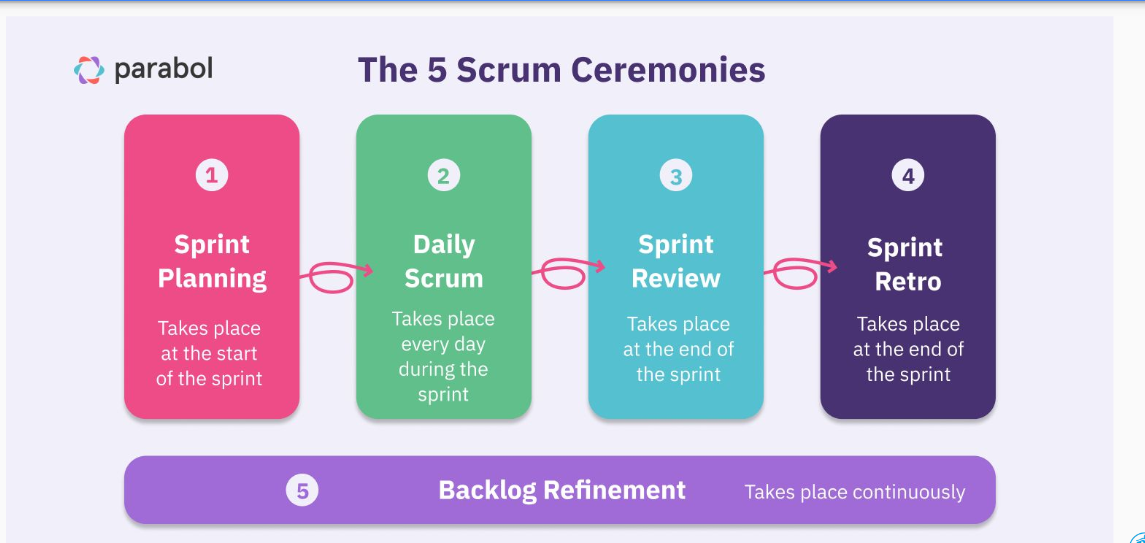 parabol
The 5 Scrum Ceremonies
1
Sprint
Planning
Takes place
at the start
of the sprint
2
Daily
Scrum
Takes place
every day
during the
sprint
3
Sprint
Review
Takes place
at the end of
the sprint
4
Sprint
Retro
Takes place
at the end of
the sprint
5
Backlog Refinement
Takes place continuously